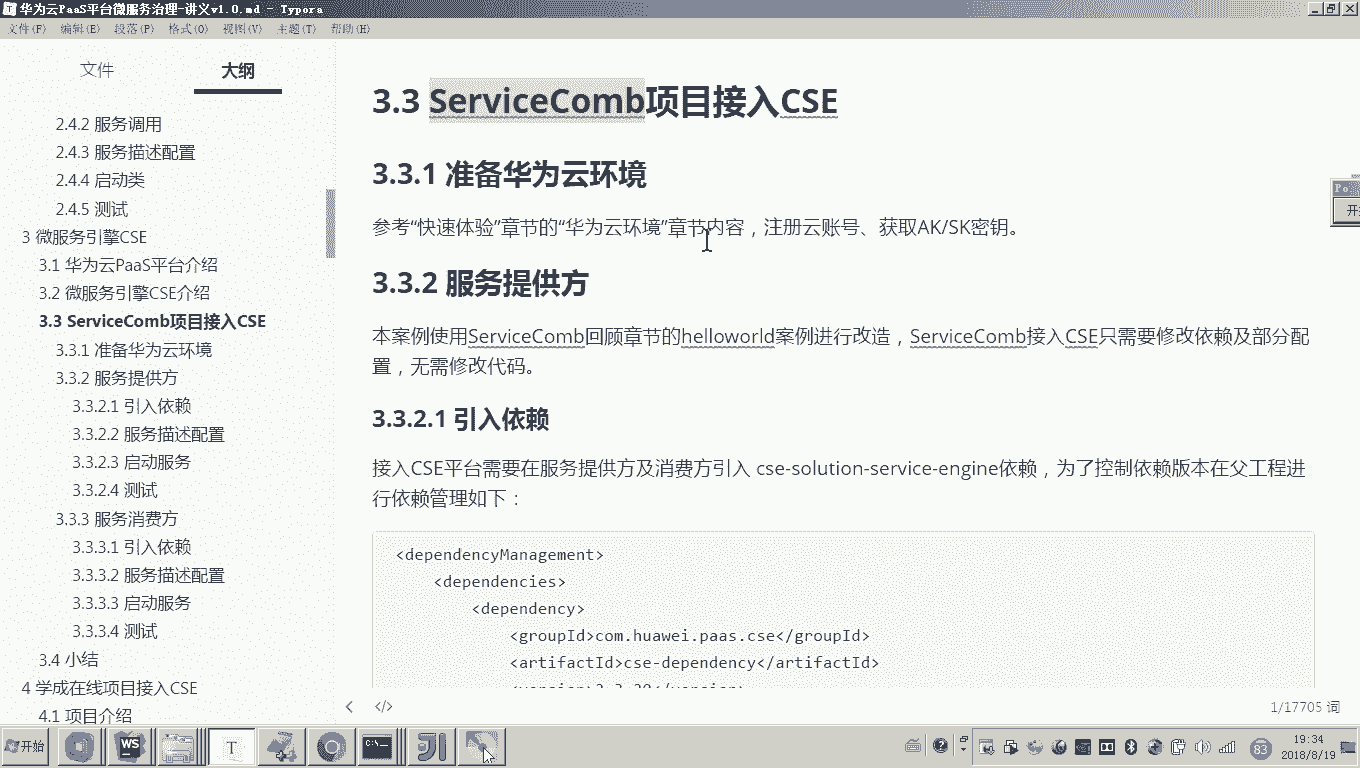 华为云PaaS平台微服务治理-讲义v1.0.md - Typora
文件(F) 编辑(E) 段落(P) 格式(O) 视图(V) 主题(T) 帮助(H)
文件 大纲
2.4.2 服务调用
2.4.3 服务描述配置
2.4.4 启动类
2.4.5 测试
3 微服务引擎CSE
3.1 华为云PaaS平台介绍
3.2 微服务引擎CSE介绍
3.3 ServiceComb项目接入CSE
3.3.1 准备华为云环境
3.3.2 服务提供方
3.3.2.1 引入依赖
3.3.2.2 服务描述配置
3.3.2.3 启动服务
3.3.2.4 测试
3.3.3 服务消费方
3.3.3.1 引入依赖
3.3.3.2 服务描述配置
3.3.3.3 启动服务
3.3.3.4 测试
3.4 小结
4 学成在线项目接入CSE
4.1 项目介绍
3.3 ServiceComb项目接入CSE
3.3.1 准备华为云环境
参考“快速体验”章节的“华为云环境”章节内容，注册云账号、获取AK/SK密钥。
3.3.2 服务提供方
本案例使用ServiceComb回顾章节的helloworld案例进行改造，ServiceComb接入CSE只需要修改依赖及部分配
置，无需修改代码。
3.3.2.1 引入依赖
接入CSE平台需要在服务提供方及消费方引入 cse-solution-service-engine依赖，为了控制依赖版本在父工程进
行依赖管理如下：
<dependencyManagement>
<dependencies>
<dependency>
<groupId>com.huawei.paas.cse</groupId>
<artifactId>cse-dependency</artifactId>
</>
1/17705 词
Po
开
开始
WS
T
83
19:34
2018/8/19